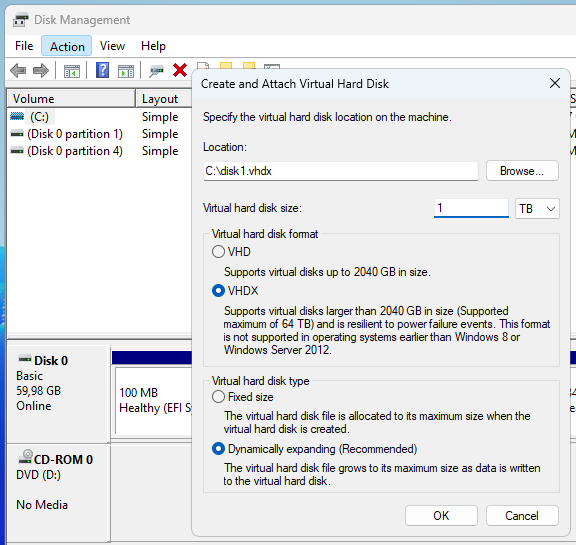 Disk Management
File Action View Help
Create and Attach Virtual Hard Disk
Volume Layout
(C:) Simple
(Disk 0 partition 1) Simple
(Disk 0 partition 4) Simple
Specify the virtual hard disk location on the machine.
Location:
C:\disk1.vhdx Browse...
Virtual hard disk size: 1 TB
Virtual hard disk format
VHD
Supports virtual disks up to 2040 GB in size.
VHDX
Supports virtual disks larger than 2040 GB in size (Supported
maximum of 64 TB) and is resilient to power failure events. This format
is not supported in operating systems earlier than Windows 8 or
Windows Server 2012.
Virtual hard disk type
Fixed size
The virtual hard disk file is allocated to its maximum size when the
virtual hard disk is created.
Dynamically expanding (Recommended)
The virtual hard disk file grows to its maximum size as data is written
to the virtual hard disk.
OK Cancel
Disk 0
Basic
59,98 GB
Online
100 MB
Healthy (EFI S
CD-ROM 0
DVD (D:)
No Media